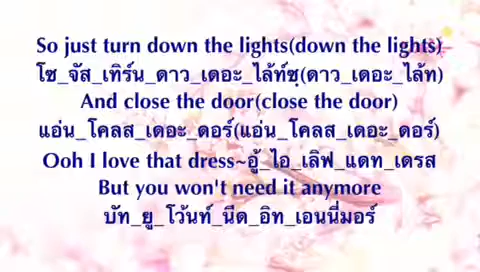 So just turn down the lights(down the lights)
โซ_จัส_เทิร์น_ดาว_เดอะ_ไล้ท์ซฺ(ดาว_เดอะ_ไล้ท)
And close the door(close the door)
แอ่น_โคลส_เดอะ_ดอร์(แอ่น_โคลส_เดอะ_ดอร์)
Ooh I love that dress~อู้_ไอ_เลิฟ_แดท_เดรส
But you won't need it anymore
บัท_ยู_โว้นท์_นีด_อิท_เอนนี่มอร์